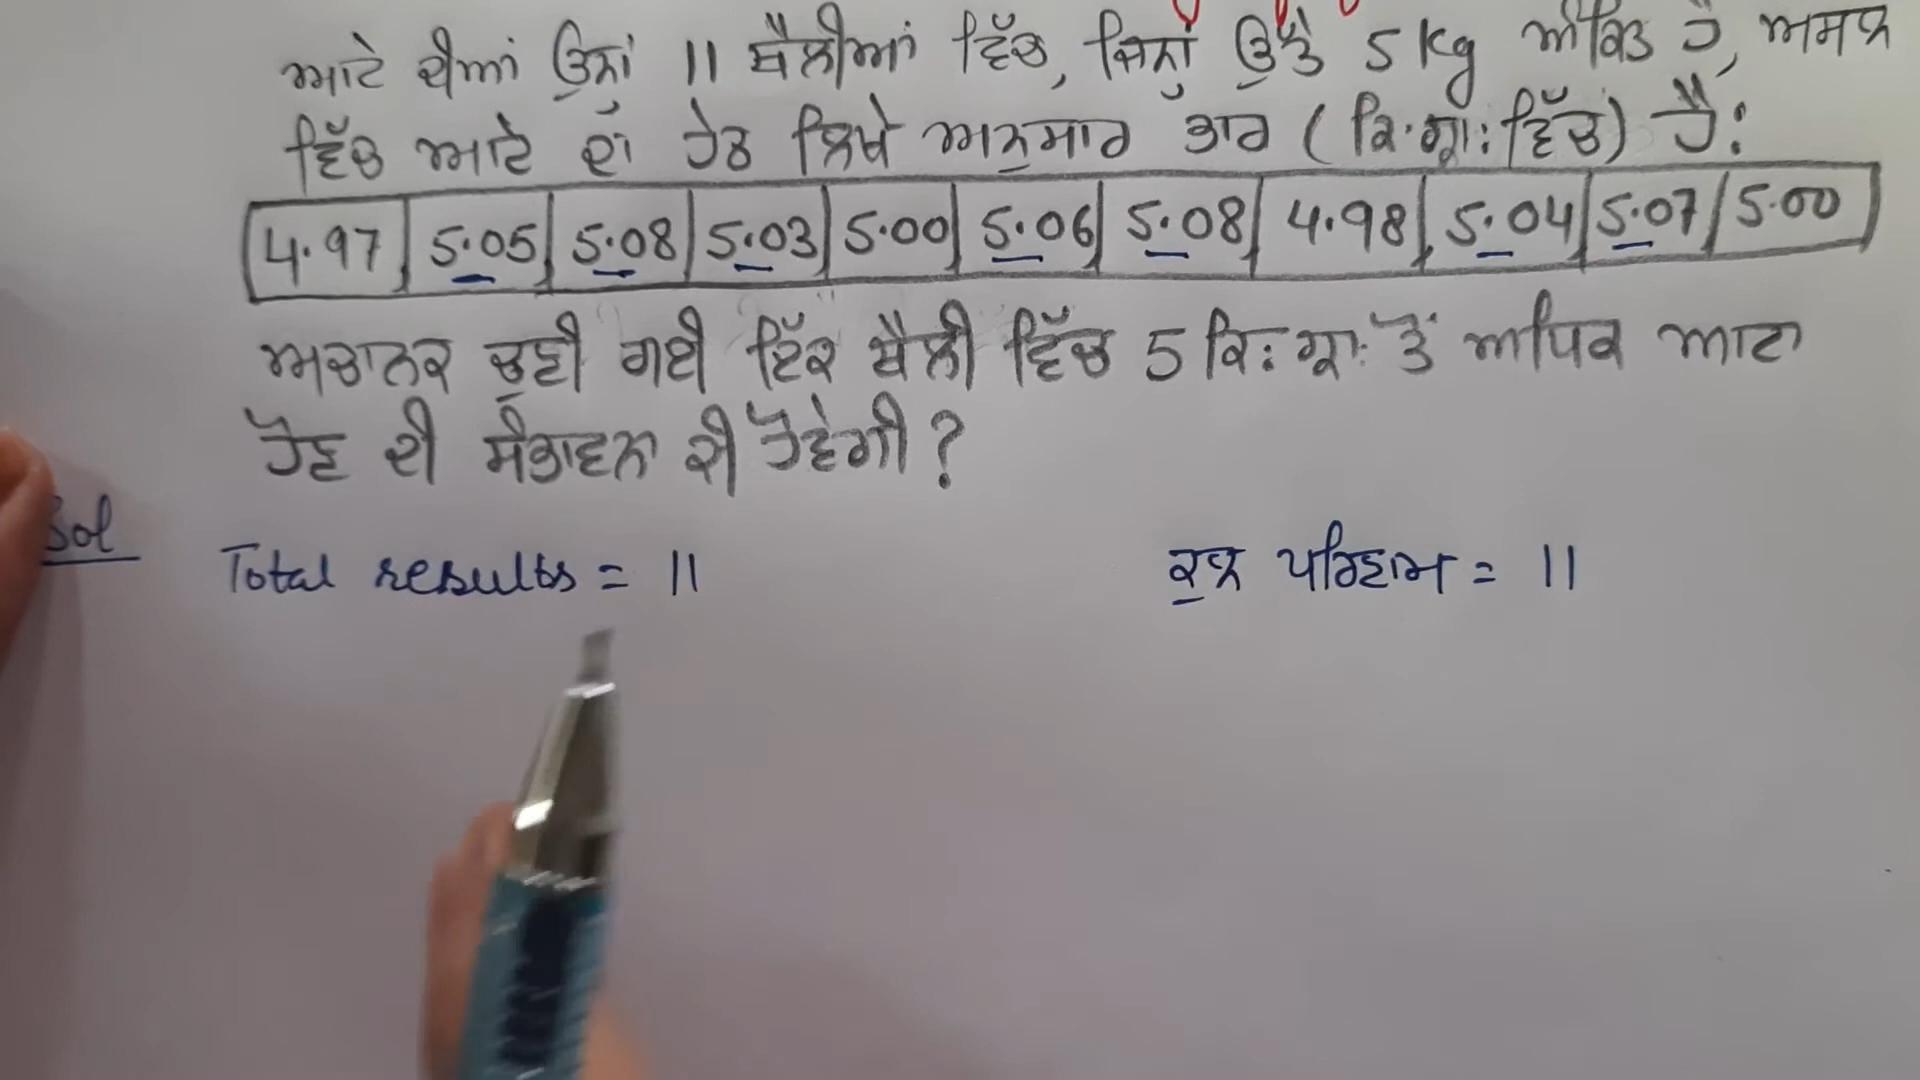 ਆਟੇ ਦੀਆਂ ਉਨਾਂ 11 ਥੈਲੀਆਂ ਵਿੱਚ, ਜਿਨਾਂ ਉੱਤੇ 5 kg ਅੰਕਿਤ ਹੈ, ਅਸਲ
ਵਿੱਚ ਆਟੇ ਦਾ ਹੇਠ ਲਿਖੇ ਅਨੁਸਾਰ ਭਾਰ ( ਕਿ.ਗ੍ਰਾ: ਵਿੱਚ) ਹੈ:
4.97 5.05 5.08 5.03 5.00 5.06 5.08 4.98 5.04 5.07 5.00
ਅਚਾਨਕ ਚੁਣੀ ਗਈ ਇੱਕ ਥੈਲੀ ਵਿੱਚ 5 ਕਿ: ਗ੍ਰਾ: ਤੋਂ ਅਧਿਕ ਆਟਾ
ਹੋਣ ਦੀ ਸੰਭਾਵਨਾ ਕੀ ਹੋਵੇਗੀ ?
Sol Total results = 11 ਕੁਲ ਪਰਿਣਾਮ = 11